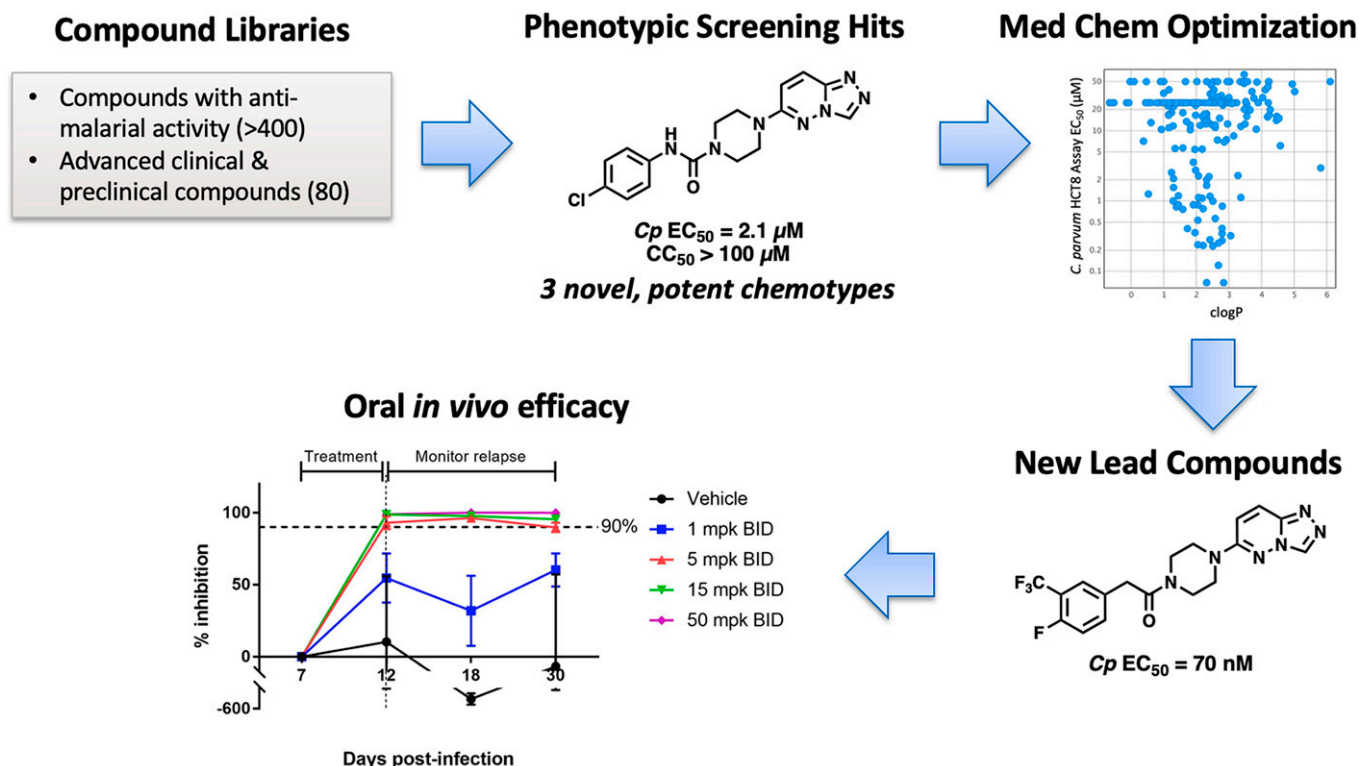 Compound Libraries
• Compounds with anti-
malarial activity (>400)
• Advanced clinical &
preclinical compounds (80)
Phenotypic Screening Hits
N
N
N
N
N
N
H
N
N
O
Cl
Cp EC50 = 2.1 µM
CC50 > 100 µM
3 novel, potent chemotypes
Med Chem Optimization
C. parvum HCT8 Assay EC50 (µM)
50
20
10
5
2
1
0.5
0.2
0.1
0 1 2 3 4 5 6
clogP
New Lead Compounds
N
N
N
N
N
N
F3C
N
F
O
Cp EC50 = 70 nM
Oral in vivo efficacy
Treatment
Monitor relapse
% inhibition
100
50
0
-600
7 12 18 30
90%
Vehicle
1 mpk BID
5 mpk BID
15 mpk BID
50 mpk BID
Days post-infection